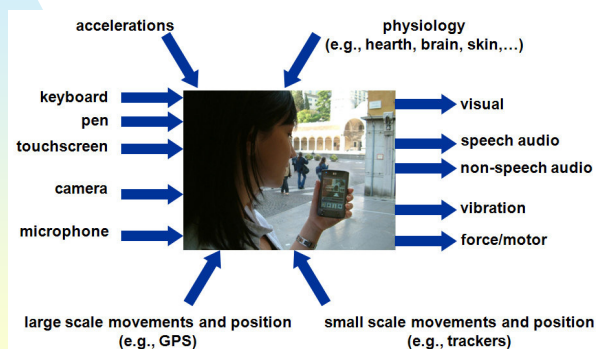 accelerations
physiology
(e.g., hearth, brain, skin,…)
keyboard
pen
touchscreen
camera
microphone
visual
speech audio
non-speech audio
vibration
force/motor
large scale movements and position
(e.g., GPS)
small scale movements and position
(e.g., trackers)